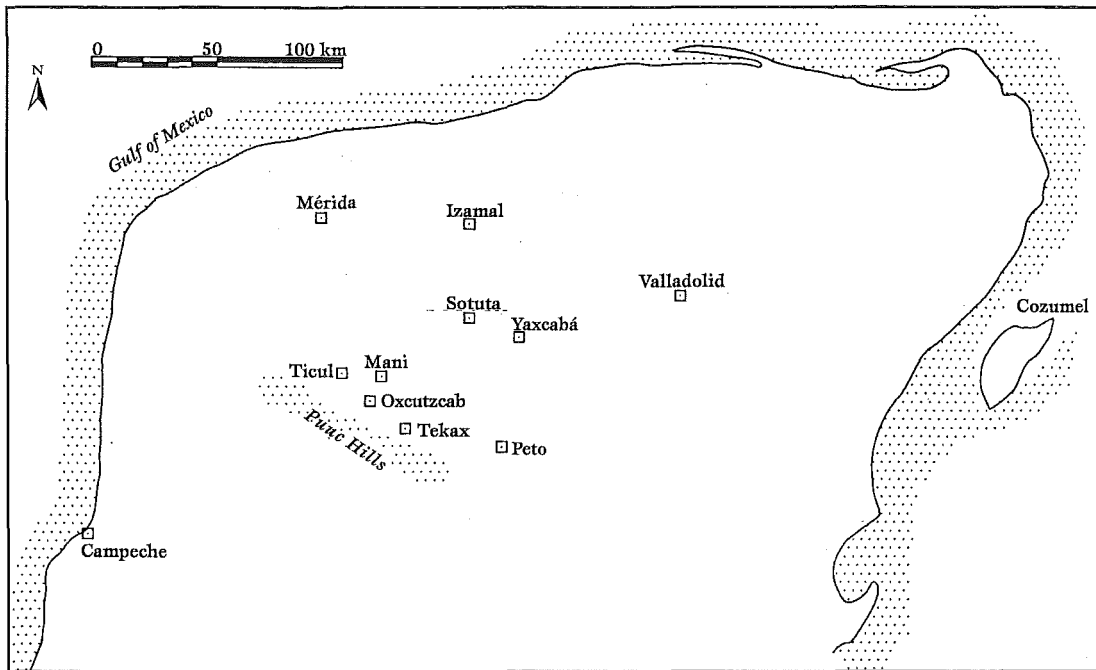 0 50 100 km
N
Gulf of Mexico
Mérida
Izamal
Valladolid
Sotuta
Yaxcabá
Cozumel
Ticul
Mani
Oxcutzcab
Tekax
Puuc Hills
Peto
Campeche